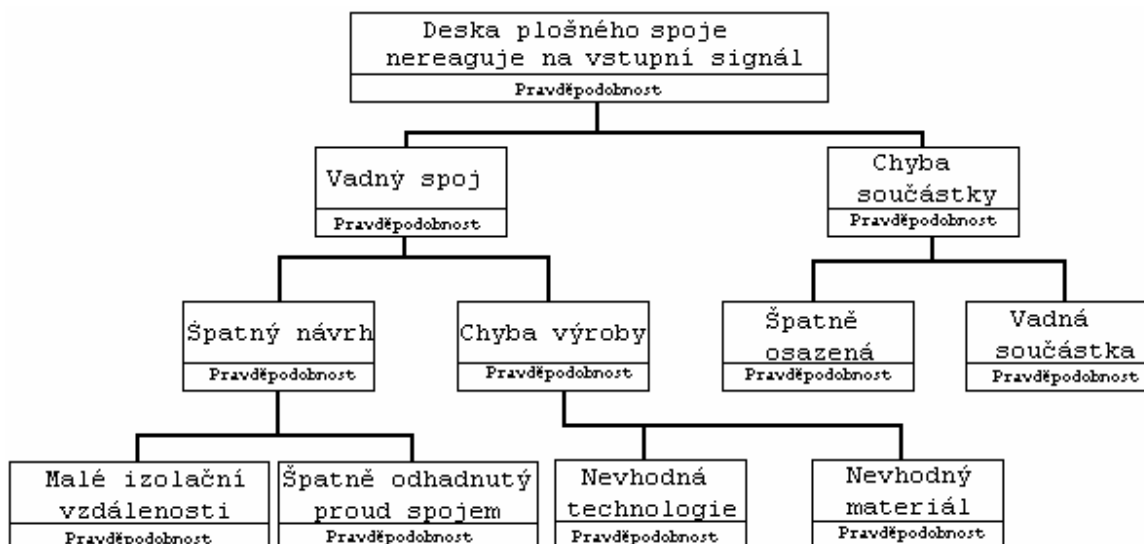 Deska plošného spoje
nereaguje na vstupní signál
Pravděpodobnost
Vadný spoj
Pravděpodobnost
Chyba
součástky
Pravděpodobnost
Špatný návrh
Pravděpodobnost
Chyba výroby
Pravděpodobnost
Špatně
osazená
Pravděpodobnost
Vadná
součástka
Pravděpodobnost
Malé izolační
vzdálenosti
Pravděpodobnost
Špatně odhadnutý
proud spojem
Pravděpodobnost
Nevhodná
technologie
Pravděpodobnost
Nevhodný
materiál
Pravděpodobnost